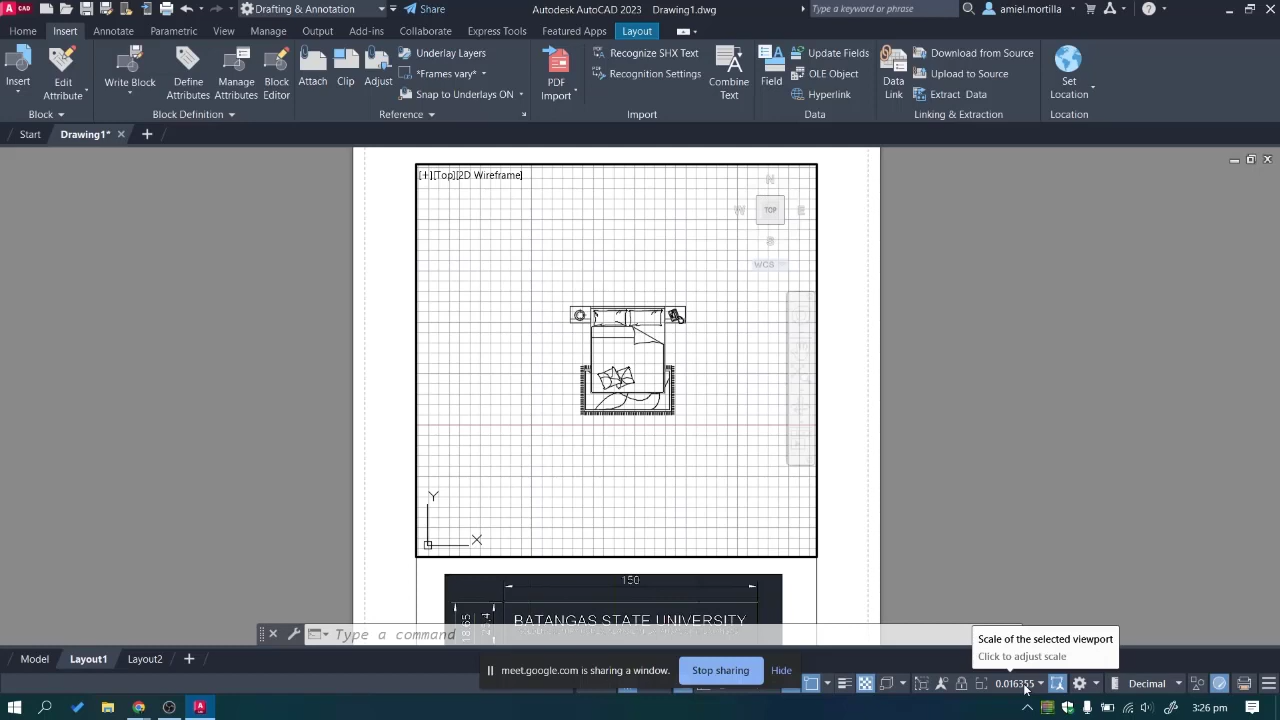 Drafting & Annotation
Share
Autodesk AutoCAD 2023 Drawing1.dwg
Type a keyword or phrase
amiel.mortilla
Home Insert Annotate Parametric View Manage Output Add-ins Collaborate Express Tools Featured Apps Layout
Insert
Edit Attribute
Write Block
Define Attributes
Manage Attributes
Block Editor
Attach
Clip
Adjust
Underlay Layers
*Frames vary*
Snap to Underlays ON
PDF Import
Recognize SHX Text
Recognition Settings
Combine Text
Field
Update Fields
OLE Object
Hyperlink
Data Link
Download from Source
Upload to Source
Extract Data
Set Location
Block Block Definition Reference Import Data Linking & Extraction Location
Start Drawing1*
[+][Top][2D Wireframe]
N
W TOP E
S
WCS
Y
X
150
BATANGAS STATE UNIVERSITY
Type a command
Scale of the selected viewport
Click to adjust scale
Model Layout1 Layout2
meet.google.com is sharing a window. Stop sharing Hide
0.016355
Decimal
3:26 pm